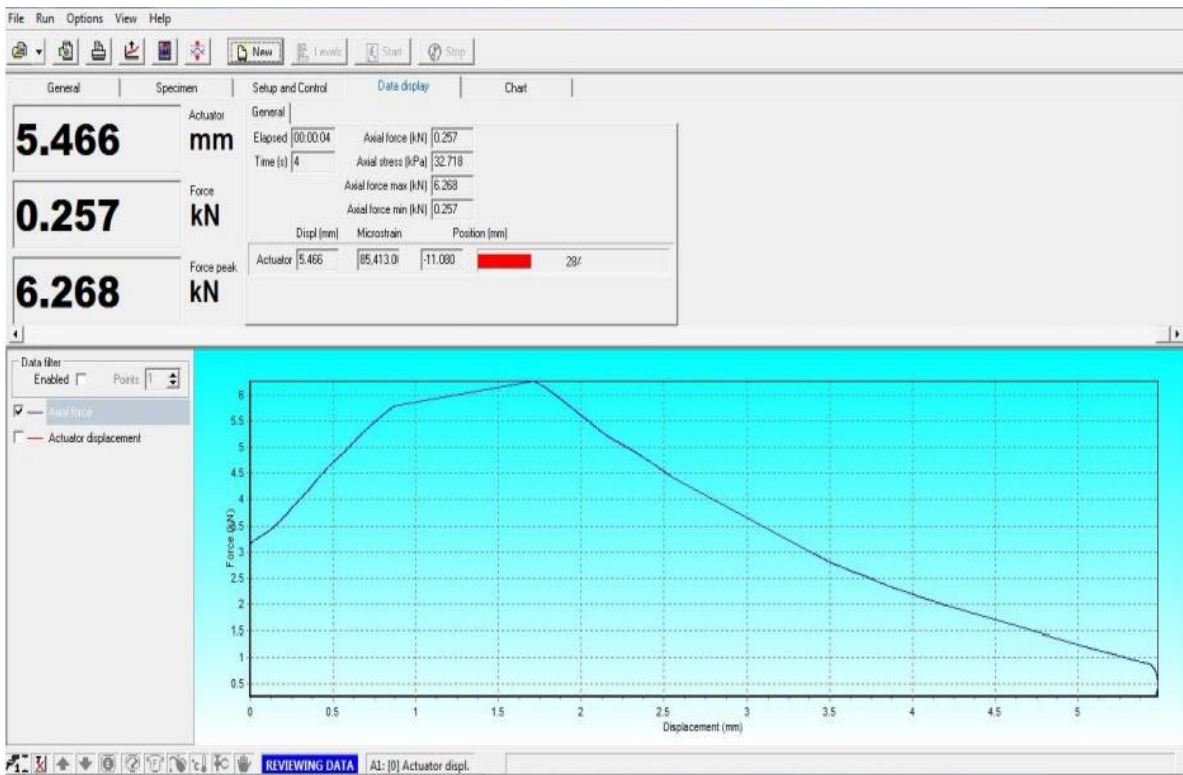 File Run Options View Help
New Levels Start Stop
General Specimen Setup and Control Data display Chart
5.466
Actuator
mm
0.257
Force
kN
6.268
Force peak
kN
General
Elapsed 00:00:04 Axial force (kN) 0.257
Time (s) 4 Axial stress (kPa) 32.718
Axial force max (kN) 6.268
Axial force min (kN) 0.257
Displ (mm) Microstrain Position (mm)
Actuator 5.466 85,413.0 -11.080 28%
Data filter
Enabled Points 1
Axial force
Actuator displacement
6
5.5
5
4.5
4
3.5
3
2.5
2
1.5
1
0.5
Force (kN)
0 0.5 1 1.5 2 2.5 3 3.5 4 4.5 5
Displacement (mm)
REVIEWING DATA A1: [0] Actuator displ.